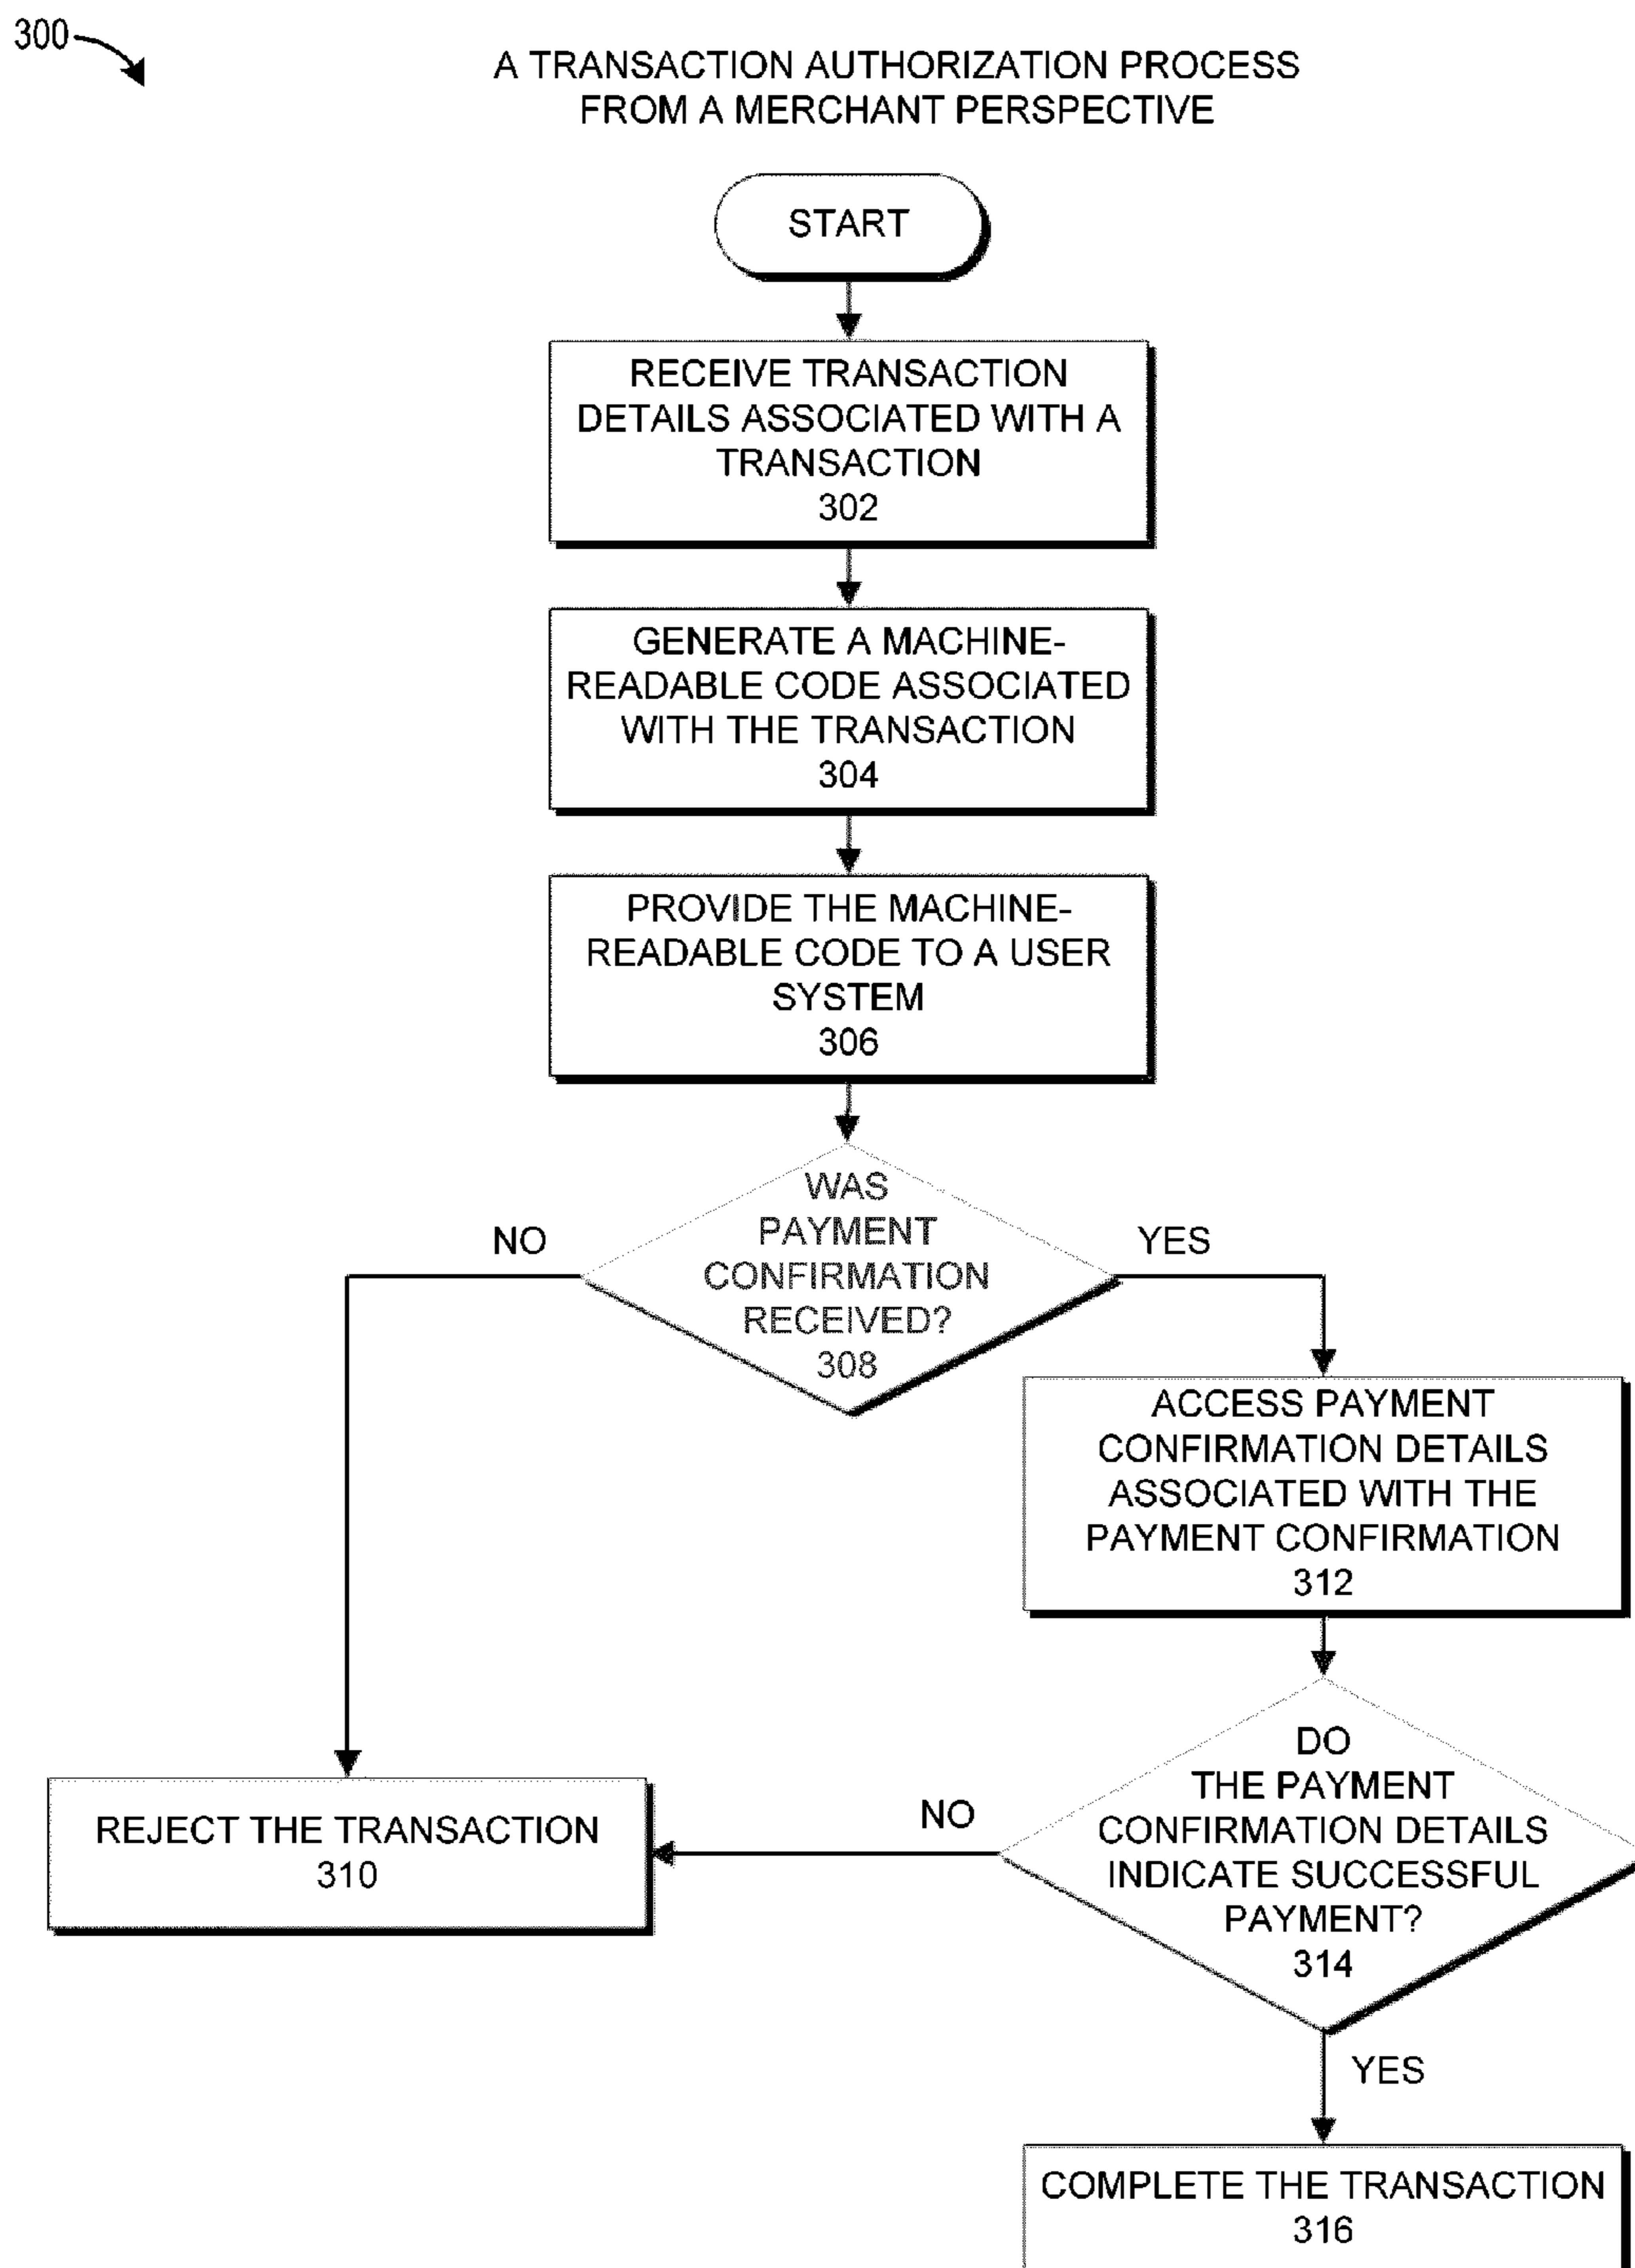 300
A TRANSACTION AUTHORIZATION PROCESS
FROM A MERCHANT PERSPECTIVE
START
RECEIVE TRANSACTION
DETAILS ASSOCIATED WITH A
TRANSACTION
302
GENERATE A MACHINE-
READABLE CODE ASSOCIATED
WITH THE TRANSACTION
304
PROVIDE THE MACHINE-
READABLE CODE TO A USER
SYSTEM
306
WAS
PAYMENT
CONFIRMATION
RECEIVED?
308
NO
YES
ACCESS PAYMENT
CONFIRMATION DETAILS
ASSOCIATED WITH THE
PAYMENT CONFIRMATION
312
DO
THE PAYMENT
CONFIRMATION DETAILS
INDICATE SUCCESSFUL
PAYMENT?
314
NO
REJECT THE TRANSACTION
310
YES
COMPLETE THE TRANSACTION
316